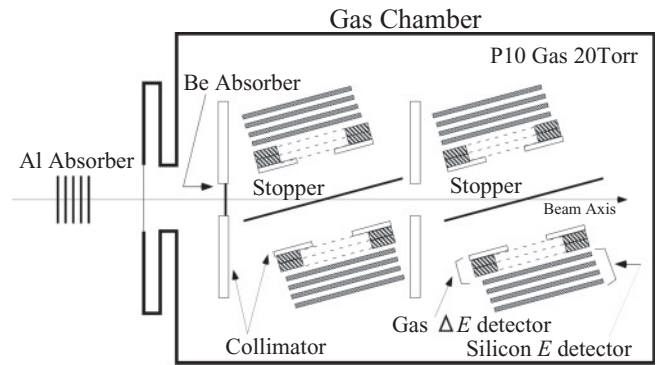 Gas Chamber
P10 Gas 20Torr
Be Absorber
Al Absorber
Stopper
Stopper
Beam Axis
Gas ΔE detector
Collimator
Silicon E detector